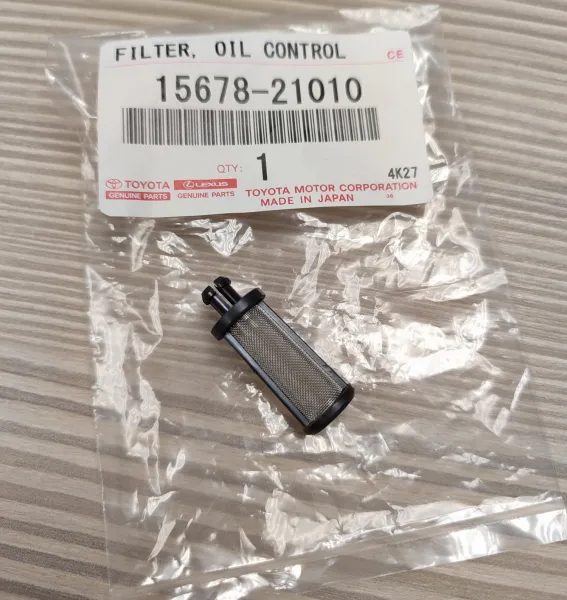 FILTER, OIL CONTROL CE
15678-21010
QTY: 1 4K27
TOYOTA LEXUS TOYOTA MOTOR CORPORATION
GENUINE PARTS GENUINE PARTS MADE IN JAPAN